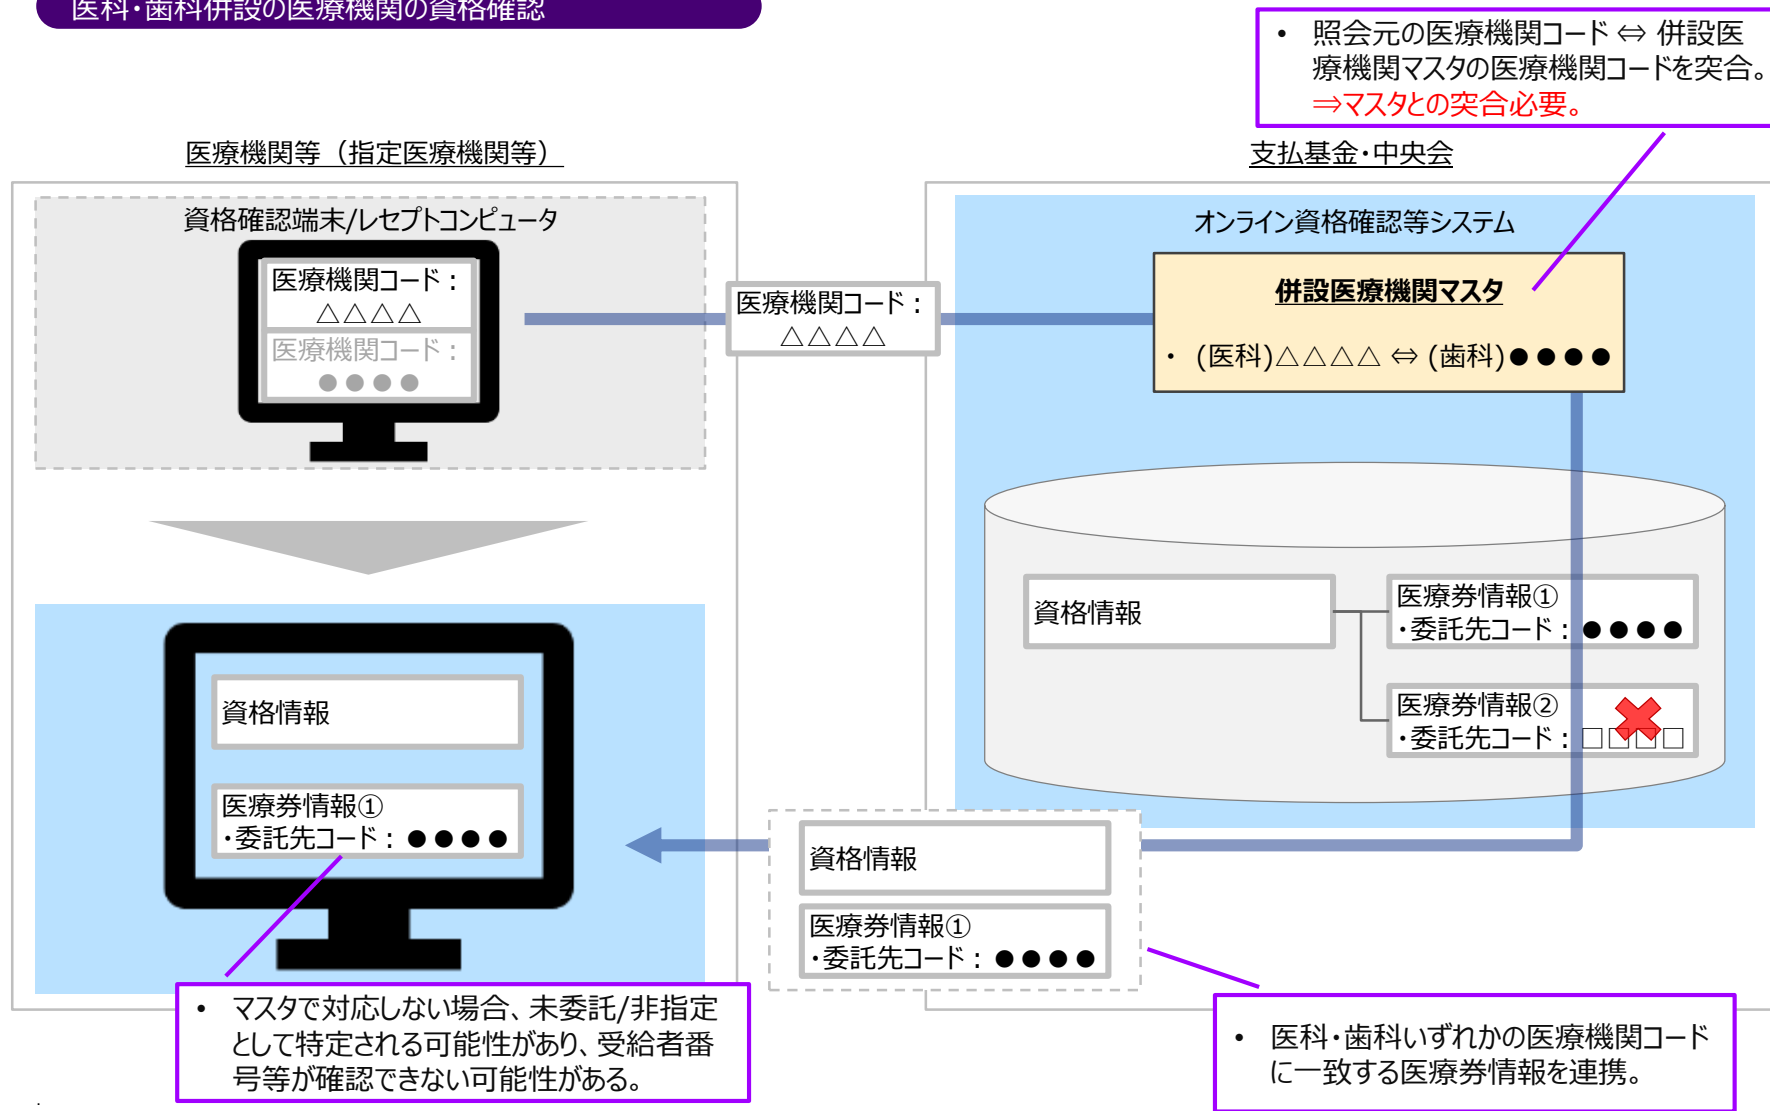 医科・歯科併設の医療機関の資格確認
• 照会元の医療機関コード ⇔ 併設医
療機関マスタの医療機関コードを突合。
⇒マスタとの突合必要。
医療機関等（指定医療機関等）
支払基金・中央会
資格確認端末/レセプトコンピュータ
医療機関コード：
△△△△
医療機関コード：
●●●●
医療機関コード：
△△△△
オンライン資格確認等システム
併設医療機関マスタ
・ (医科)△△△△ ⇔ (歯科)●●●●
資格情報
医療券情報①
・委託先コード：●●●●
医療券情報②
・委託先コード：□□□□
資格情報
医療券情報①
・委託先コード：●●●●
資格情報
医療券情報①
・委託先コード：●●●●
• マスタで対応しない場合、未委託/非指定
として特定される可能性があり、受給者番
号等が確認できない可能性がある。
• 医科・歯科いずれかの医療機関コード
に一致する医療券情報を連携。